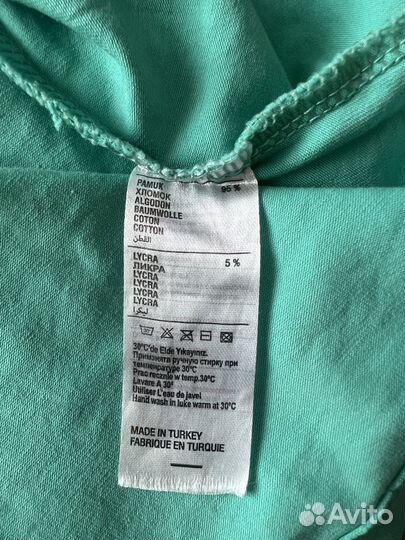 PAMUK 95 %
ХЛОМОК
ALGODON
BAUMWOLLE
COTON
COTTON
القطن
LYCRA 5 %
ЛИКРА
LYCRA
LYCRA
LYCRA
LYCRA
ليكرا
30
30°C'de Elde Yıkayınız.
Применять ручную стирку при
температуре 30°C
Prac recznie w temp.30°C
Lavare A 30°
Utiliser L'eau de javel
Hand wash in luke warm at 30°C
MADE IN TURKEY
FABRIQUE EN TURQUIE
Avito